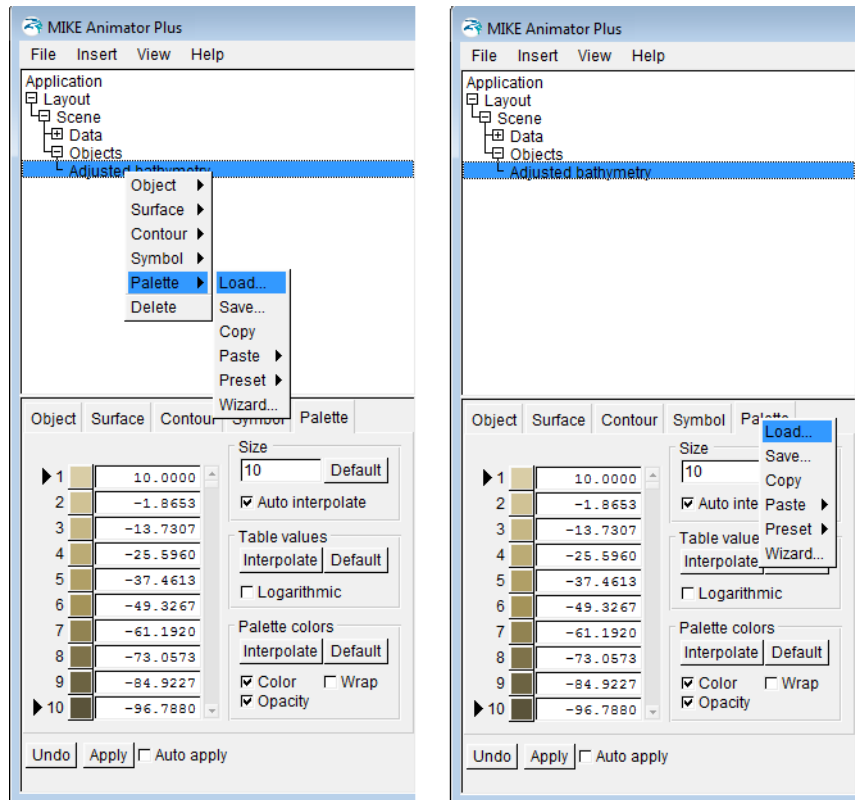 MIKE Animator Plus
File Insert View Help
Application
Layout
Scene
Data
Objects
Adjusted bathymetry
Object
Surface
Contour
Symbol
Palette
Delete
Load...
Save...
Copy
Paste
Preset
Wizard...
Object Surface Contour Symbol Palette
1 10.0000
2 -1.8653
3 -13.7307
4 -25.5960
5 -37.4613
6 -49.3267
7 -61.1920
8 -73.0573
9 -84.9227
10 -96.7880
Size
10 Default
Auto interpolate
Table values
Interpolate Default
Logarithmic
Palette colors
Interpolate Default
Color Wrap
Opacity
Undo Apply Auto apply
MIKE Animator Plus
File Insert View Help
Application
Layout
Scene
Data
Objects
Adjusted bathymetry
Object Surface Contour Symbol Palette
Load...
Save...
Copy
Paste
Preset
Wizard...
1 10.0000
2 -1.8653
3 -13.7307
4 -25.5960
5 -37.4613
6 -49.3267
7 -61.1920
8 -73.0573
9 -84.9227
10 -96.7880
Size
10
Auto inte
Table value
Interpolate
Logarithmic
Palette colors
Interpolate Default
Color Wrap
Opacity
Undo Apply Auto apply